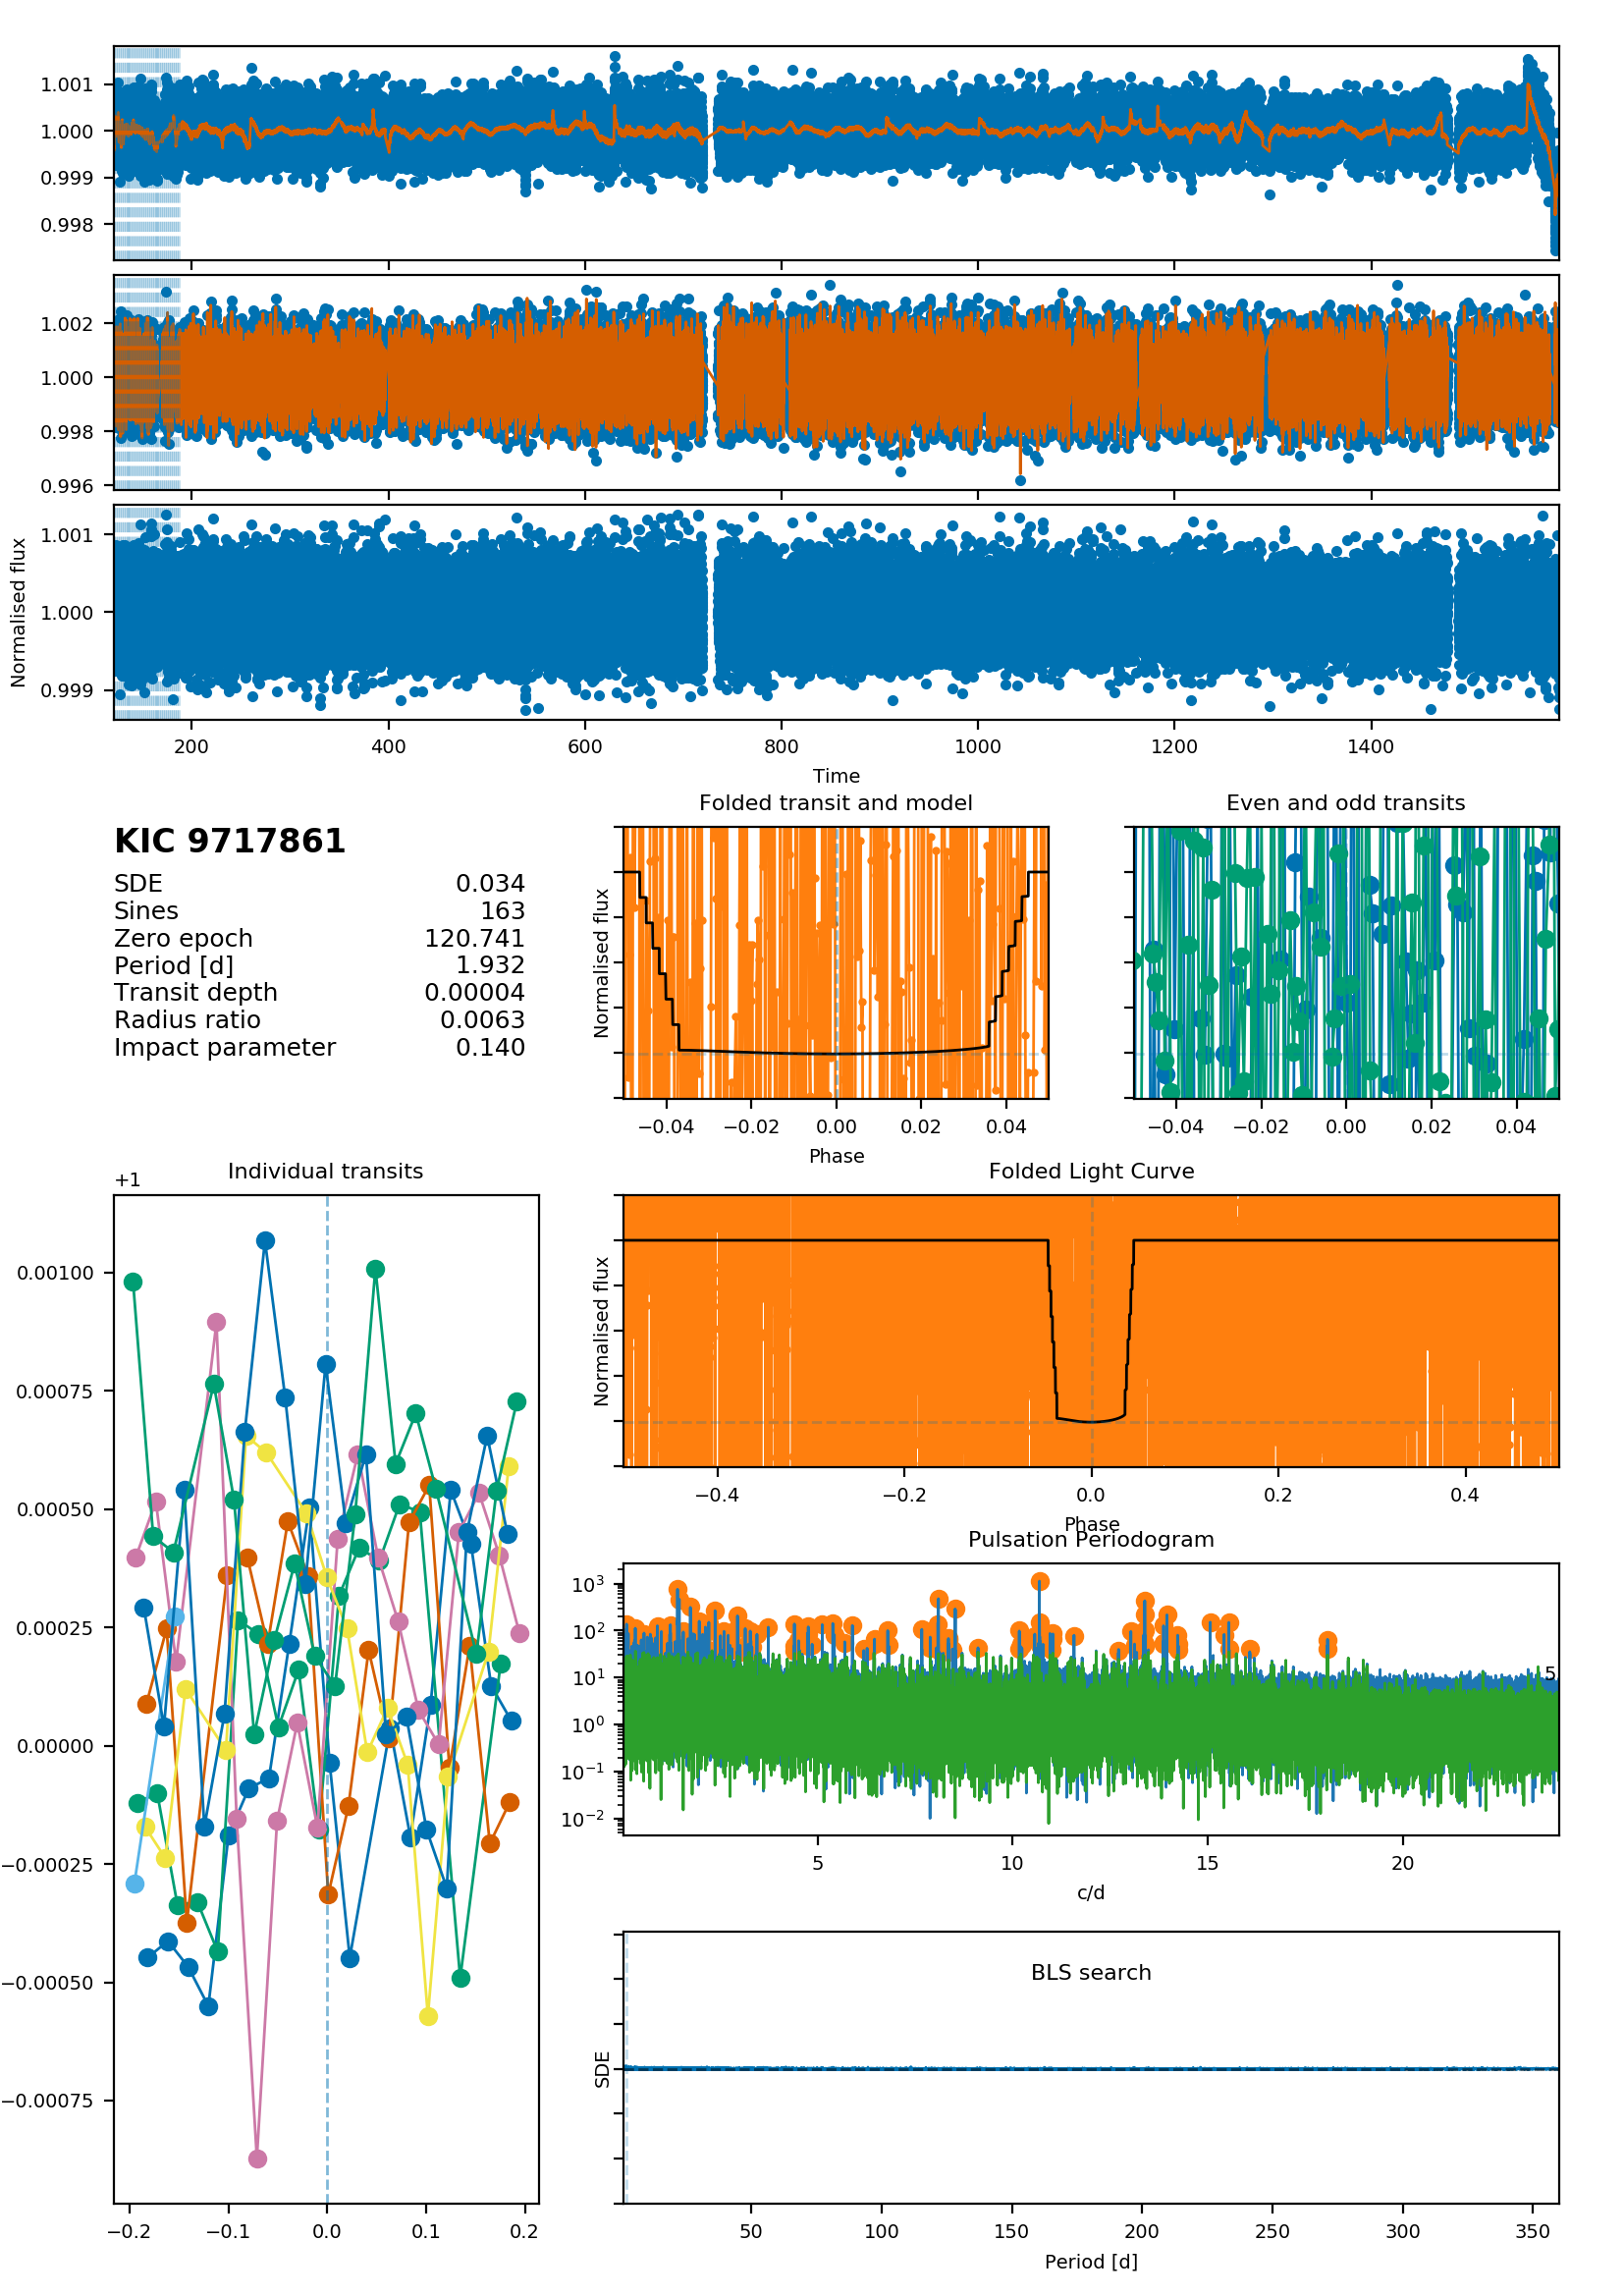 1.001
1.000
0.999
0.998
1.002
1.000
0.998
0.996
1.001
1.000
0.999
Normalised flux
200 400 600 800 1000 1200 1400
Time
KIC 9717861
SDE 0.034
Sines 163
Zero epoch 120.741
Period [d] 1.932
Transit depth 0.00004
Radius ratio 0.0063
Impact parameter 0.140
Folded transit and model
Normalised flux
−0.04 −0.02 0.00 0.02 0.04
Phase
Even and odd transits
−0.04 −0.02 0.00 0.02 0.04
Individual transits
+1
0.00100
0.00075
0.00050
0.00025
0.00000
−0.00025
−0.00050
−0.00075
−0.2 −0.1 0.0 0.1 0.2
Folded Light Curve
Normalised flux
−0.4 −0.2 0.0 0.2 0.4
Phase
Pulsation Periodogram
10³
10²
10¹
10⁰
10⁻¹
10⁻²
5
5 10 15 20
c/d
BLS search
SDE
50 100 150 200 250 300 350
Period [d]